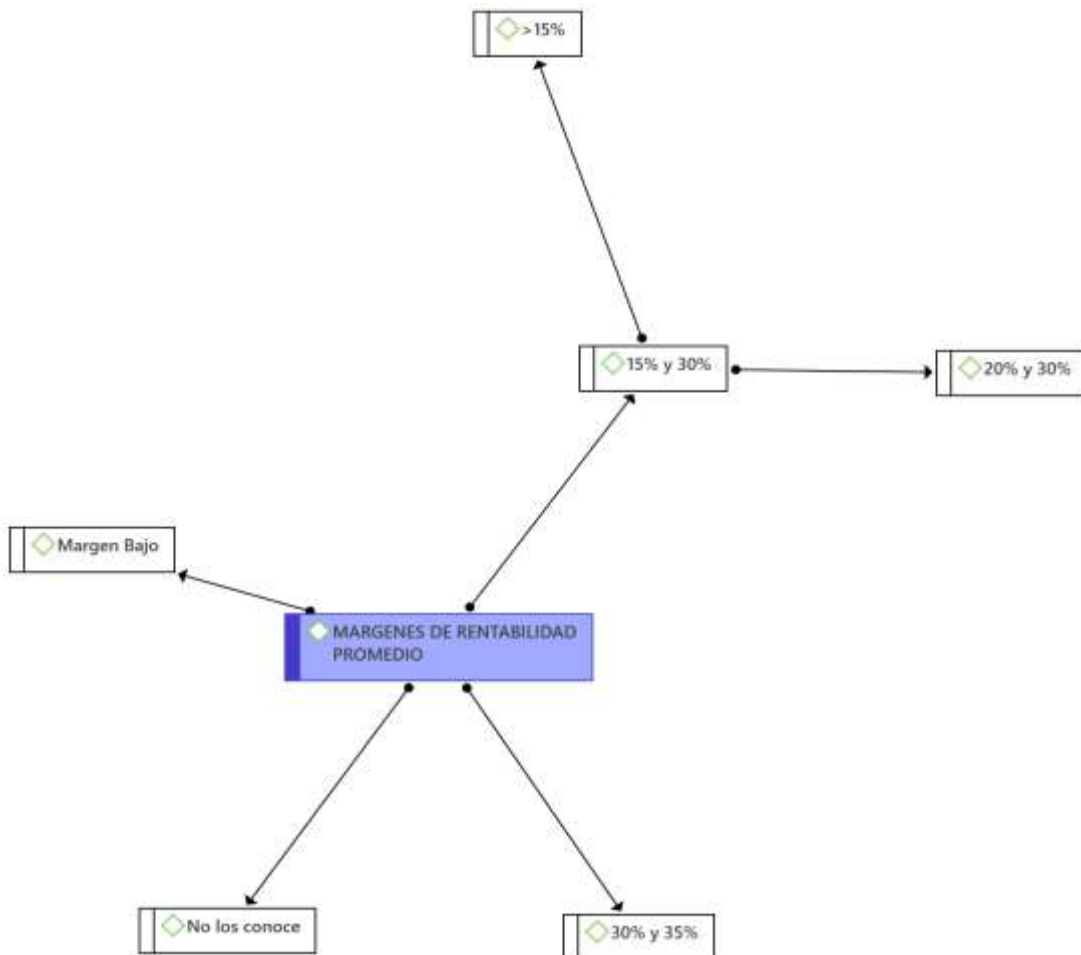 >15%
15% y 30%
20% y 30%
Margen Bajo
MARGENES DE RENTABILIDAD
PROMEDIO
No los conoce
30% y 35%